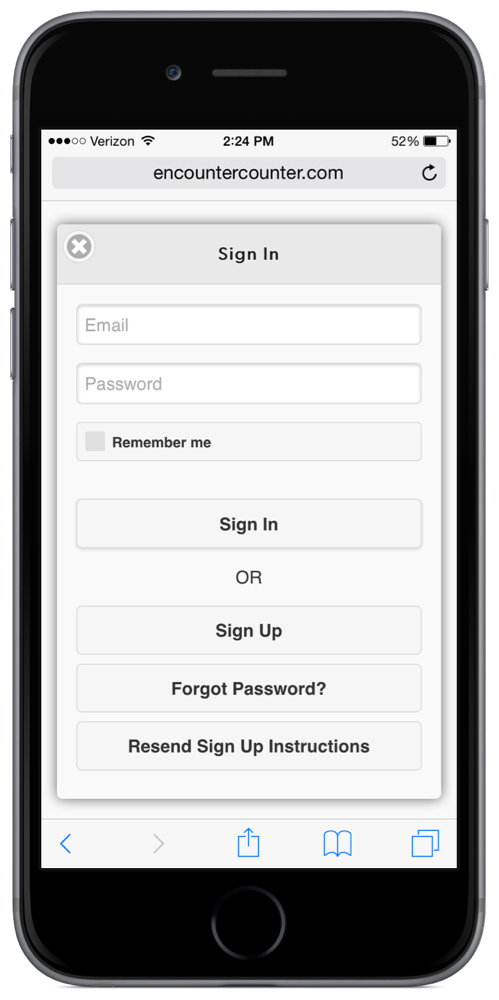 Verizon 2:24 PM 52%
encountercounter.com
Sign In
Email
Password
Remember me
Sign In
OR
Sign Up
Forgot Password?
Resend Sign Up Instructions